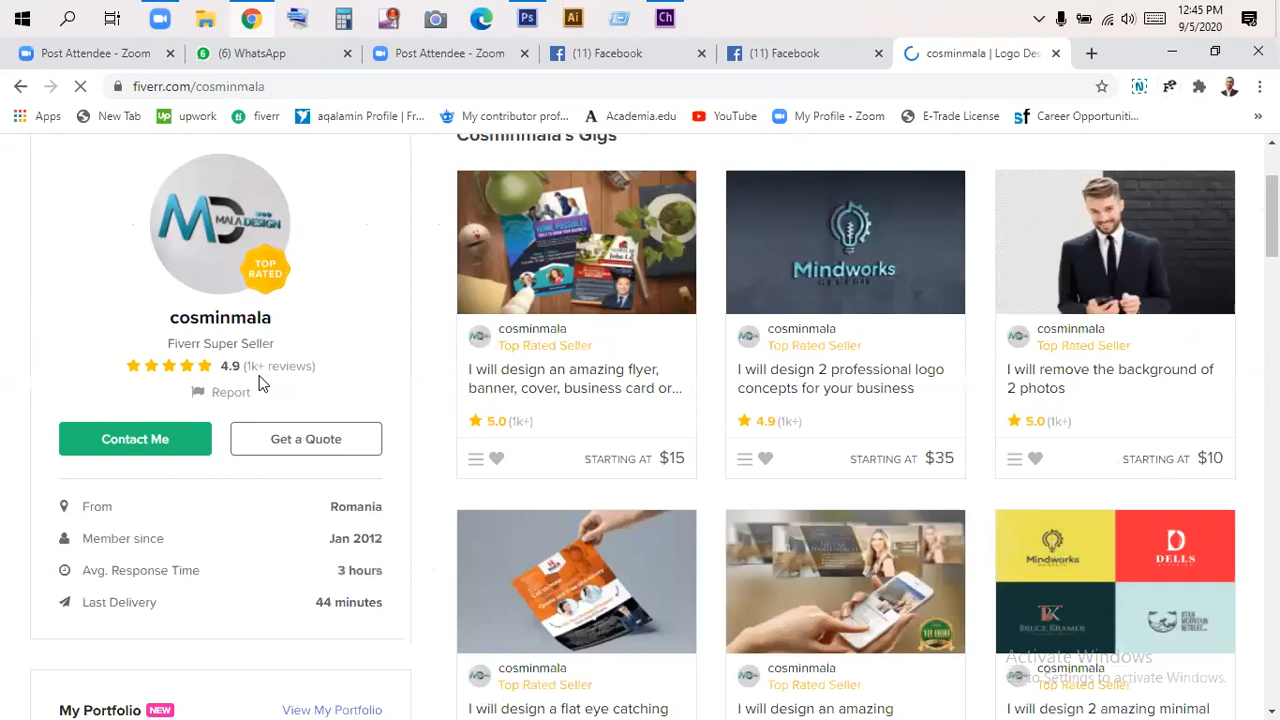 12:45 PM
9/5/2020
Ps
Ai
Ch
Post Attendee - Zoom
(6) WhatsApp
Post Attendee - Zoom
(11) Facebook
(11) Facebook
cosminmala | Logo Des
fiverr.com/cosminmala
Apps
New Tab
upwork
fiverr
aqalamin Profile | Fr...
My contributor prof...
Academia.edu
YouTube
My Profile - Zoom
E-Trade License
Career Opportuniti...
Cosminmala's Gigs
MALA DESIGN
TOP
RATED
cosminmala
Fiverr Super Seller
4.9 (1k+ reviews)
Report
Contact Me
Get a Quote
From
Romania
Member since
Jan 2012
Avg. Response Time
3 hours
Last Delivery
44 minutes
My Portfolio NEW
View My Portfolio
cosminmala
Top Rated Seller
I will design an amazing flyer,
banner, cover, business card or...
5.0 (1k+)
STARTING AT $15
Mindworks
cosminmala
Top Rated Seller
I will design 2 professional logo
concepts for your business
4.9 (1k+)
STARTING AT $35
cosminmala
Top Rated Seller
I will remove the background of
2 photos
5.0 (1k+)
STARTING AT $10
cosminmala
Top Rated Seller
I will design a flat eye catching
cosminmala
Top Rated Seller
I will design an amazing
Mindworks
DELLS
BRUCE KRAMER
cosminmala
Top Rated Seller
I will design 2 amazing minimal
Activate Windows
to Settings to activate Windows.